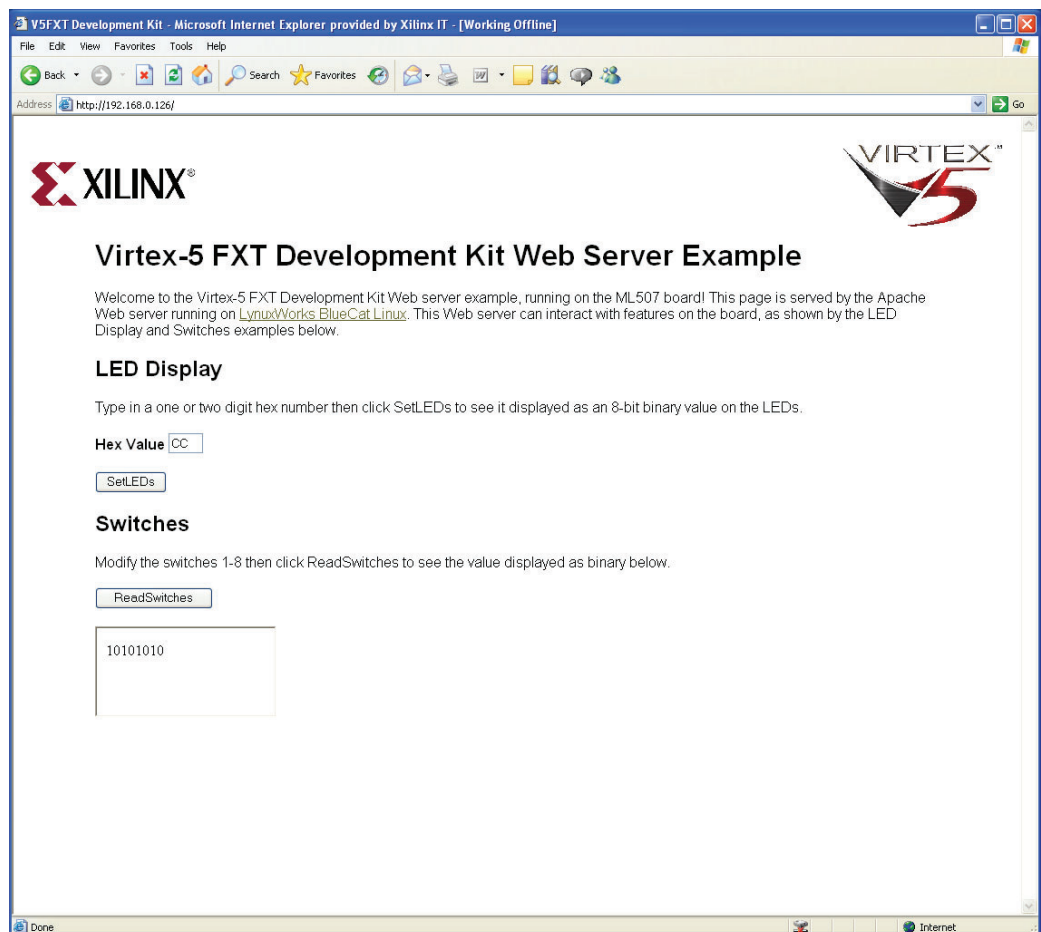 V5FXT Development Kit - Microsoft Internet Explorer provided by Xilinx IT - [Working Offline]
File Edit View Favorites Tools Help
Back Search Favorites
Address http://192.168.0.126/ Go
VIRTEX™
5
XILINX®
Virtex-5 FXT Development Kit Web Server Example
Welcome to the Virtex-5 FXT Development Kit Web server example, running on the ML507 board! This page is served by the Apache
Web server running on LynuxWorks BlueCat Linux. This Web server can interact with features on the board, as shown by the LED
Display and Switches examples below.
LED Display
Type in a one or two digit hex number then click SetLEDs to see it displayed as an 8-bit binary value on the LEDs.
Hex Value CC
SetLEDs
Switches
Modify the switches 1-8 then click ReadSwitches to see the value displayed as binary below.
ReadSwitches
10101010
Done Internet